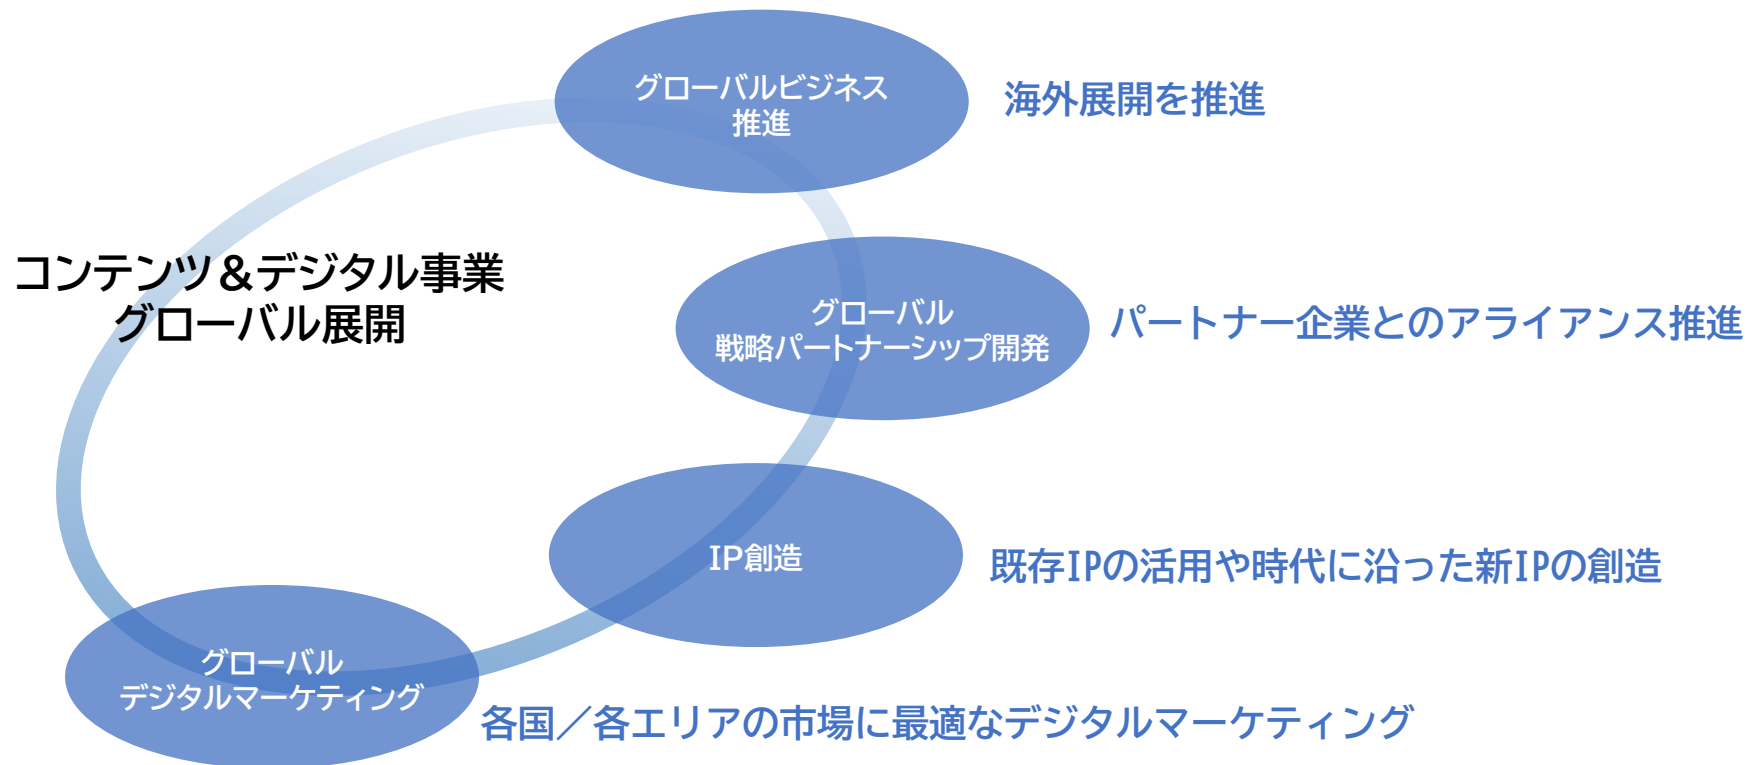 グローバルビジネス
推進
海外展開を推進
コンテンツ＆デジタル事業
グローバル展開
グローバル
戦略パートナーシップ開発
パートナー企業とのアライアンス推進
IP創造
既存IPの活用や時代に沿った新IPの創造
グローバル
デジタルマーケティング
各国／各エリアの市場に最適なデジタルマーケティング